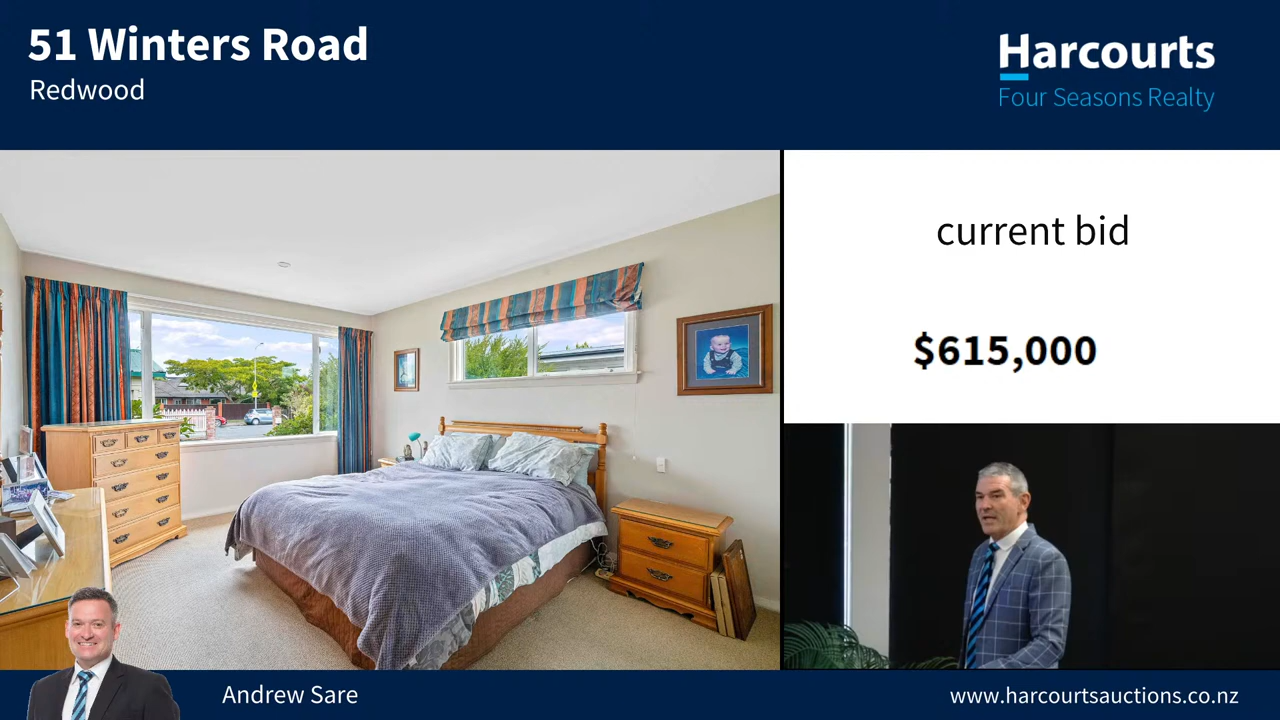 51 Winters Road
Redwood
Harcourts
Four Seasons Realty
current bid
$615,000
Andrew Sare
www.harcourtsauctions.co.nz